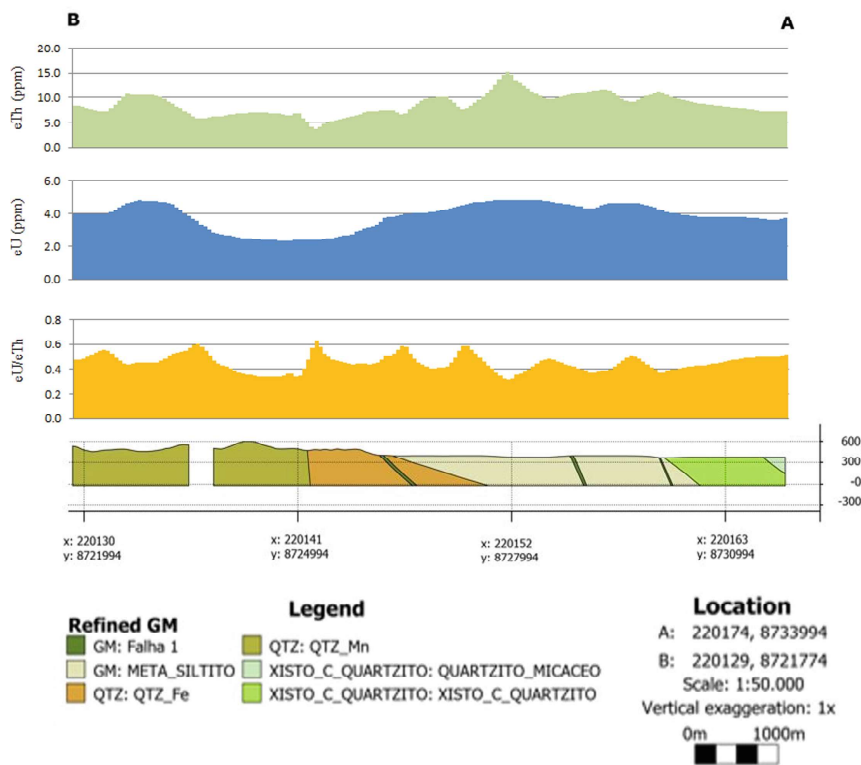 B
A
eTh (ppm)
20.0
15.0
10.0
5.0
0.0
eU (ppm)
6.0
4.0
2.0
0.0
eU/eTh
0.8
0.6
0.4
0.2
0.0
600
300
-0
-300
x: 220130
y: 8721994
x: 220141
y: 8724994
x: 220152
y: 8727994
x: 220163
y: 8730994
Legend
Refined GM
GM: Falha 1
GM: META_SILTITO
QTZ: QTZ_Fe
QTZ: QTZ_Mn
XISTO_C_QUARTZITO: QUARTZITO_MICACEO
XISTO_C_QUARTZITO: XISTO_C_QUARTZITO
Location
A: 220174, 8733994
B: 220129, 8721774
Scale: 1:50.000
Vertical exaggeration: 1x
0m 1000m